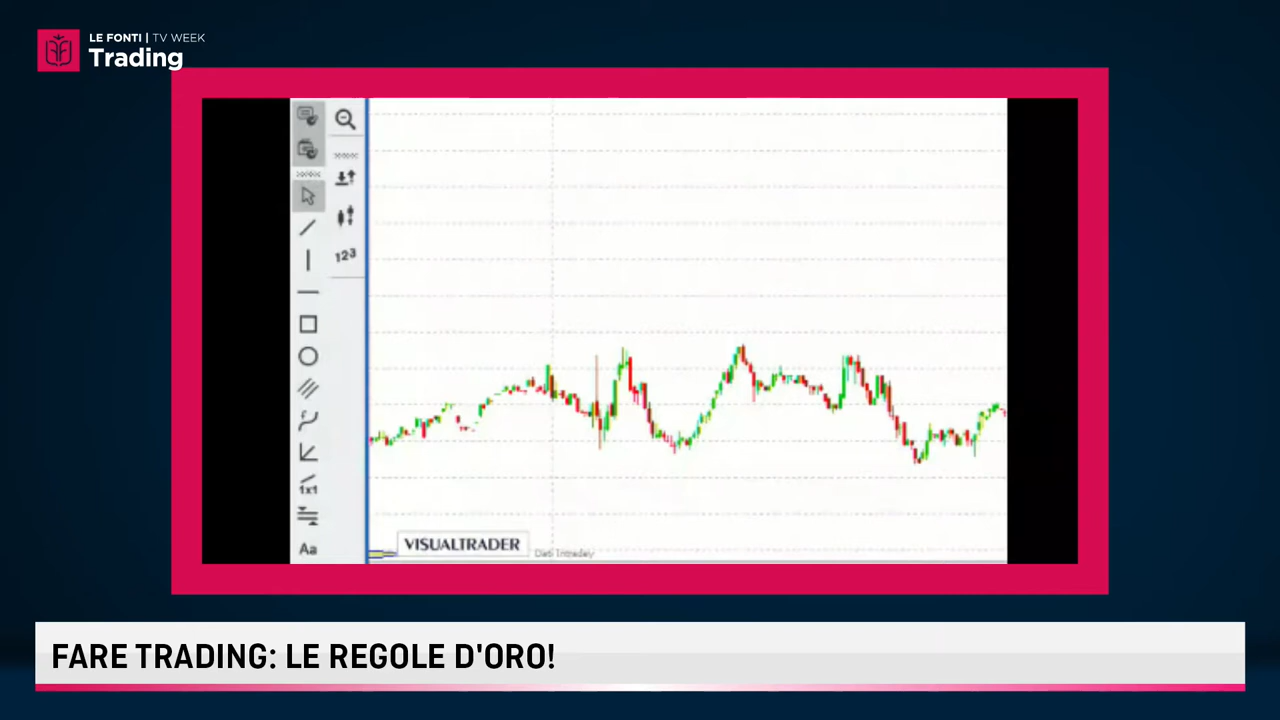 LE FONTI | TV WEEK
Trading
123
1x1
Aa
VISUALTRADER
Dati Intraday
FARE TRADING: LE REGOLE D'ORO!